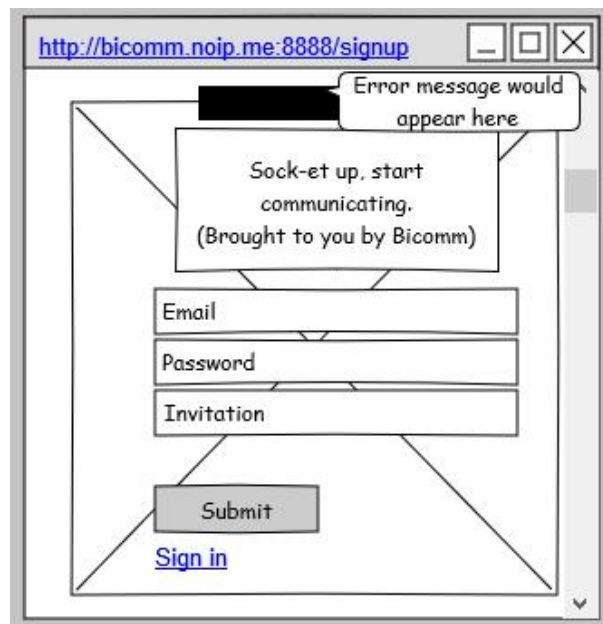 http://bicomm.noip.me:8888/signup
Error message would
appear here
Sock-et up, start
communicating.
(Brought to you by Bicomm)
Email
Password
Invitation
Submit
Sign in